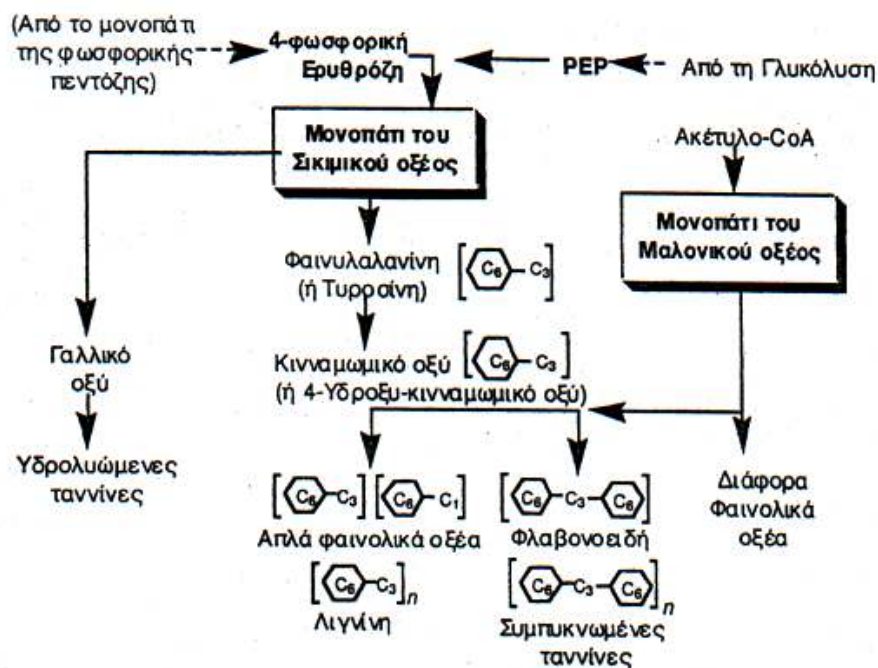 (Από το μονοπάτι
της φωσφορικής
πεντόζης)
4-φωσφορική
Ερυθρόζη
PEP
Από τη Γλυκόλυση
Μονοπάτι του
Σικιμικού οξέος
Ακέτυλο-CoA
Μονοπάτι του
Μαλονικού οξέος
Φαινυλαλανίνη
(ή Τυροσίνη)
[C₆-C₃]
Γαλλικό
οξύ
Κινναμωμικό οξύ [C₆-C₃]
(ή 4-Υδροξυ-κινναμωμικό οξύ)
Υδρολυώμενες
ταννίνες
[C₆-C₃] [C₆-C₁]
Απλά φαινολικά οξέα
[C₆-C₃]n
Λιγνίνη
[C₆-C₃-C₆]
Φλαβονοειδή
[C₆-C₃-C₆]n
Συμπυκνωμένες
ταννίνες
Διάφορα
Φαινολικά
οξέα